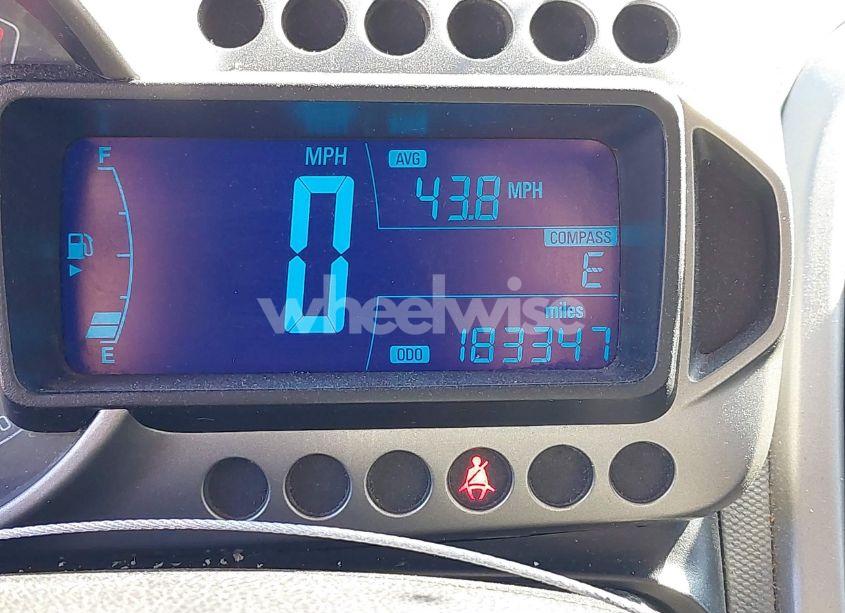 F
MPH
AVG
43.8 MPH
COMPASS
E
0
wheelwise
miles
E
ODO 183347